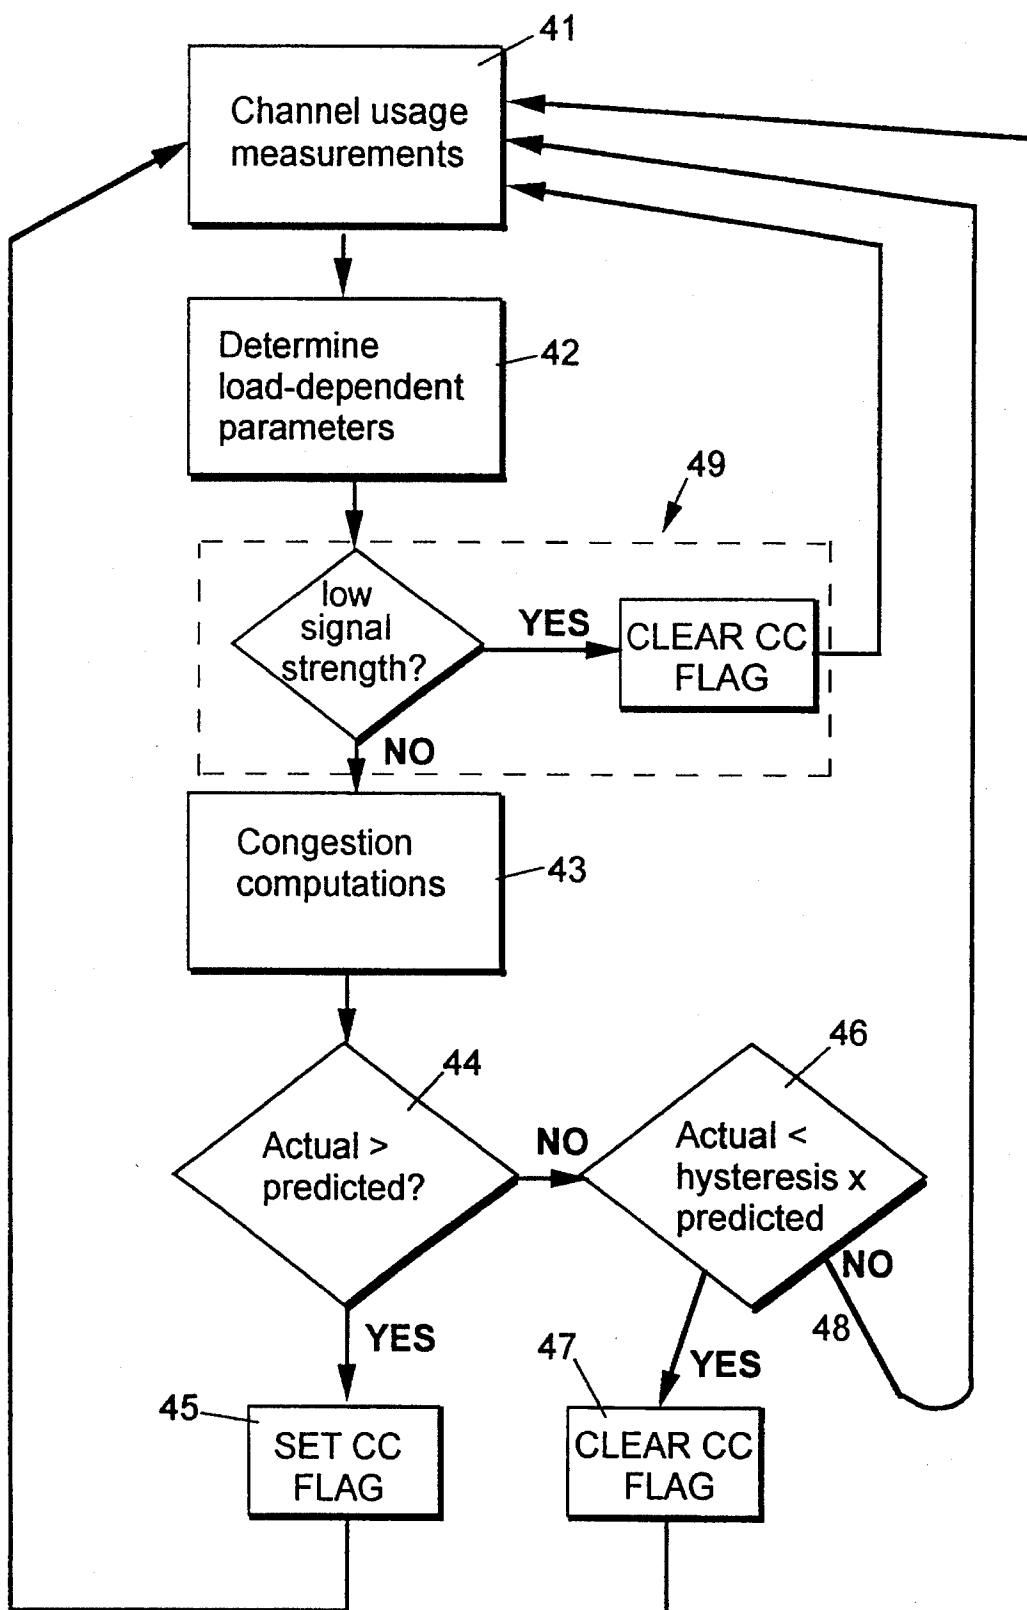 41
Channel usage
measurements
Determine
load-dependent
parameters
42
49
low
signal
strength?
YES
CLEAR CC
FLAG
NO
Congestion
computations
43
44
Actual >
predicted?
NO
46
Actual <
hysteresis x
predicted
NO
48
YES
47
YES
45
SET CC
FLAG
CLEAR CC
FLAG